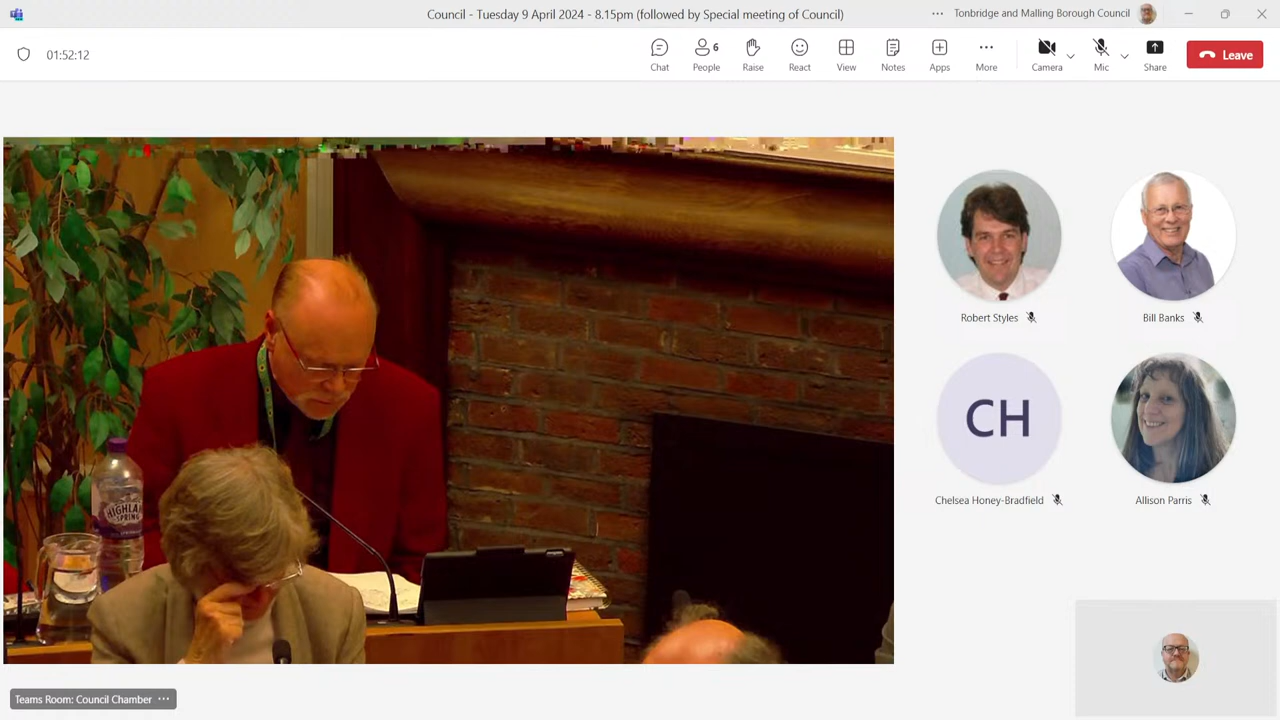 Council - Tuesday 9 April 2024 - 8.15pm (followed by Special meeting of Council)
Tonbridge and Malling Borough Council
01:52:12
6
Chat People Raise React View Notes Apps More Camera Mic Share Leave
HIGHLAND
SPRING
Robert Styles
Bill Banks
CH
Chelsea Honey-Bradfield
Allison Parris
Teams Room: Council Chamber